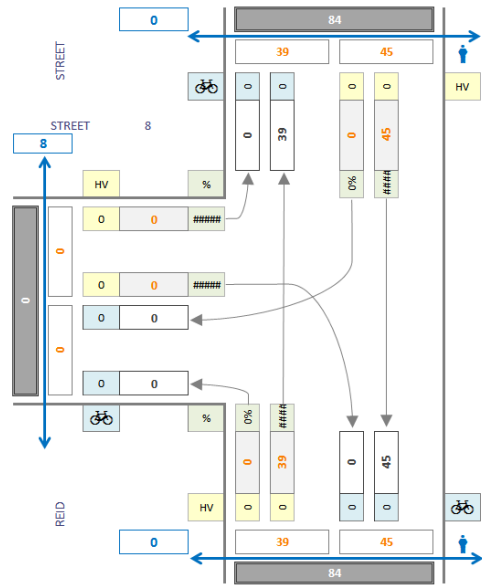 0 84
39 45
STREET
0 0 0 0 HV
STREET 8
8
0 39 0 45
HV % 0% ####
0 0 #####
0
0 0 #####
0
0 0
0
0 0
% 0% ####
0 39 0 45
REID
HV 0 0 0 0
0 39 45
84